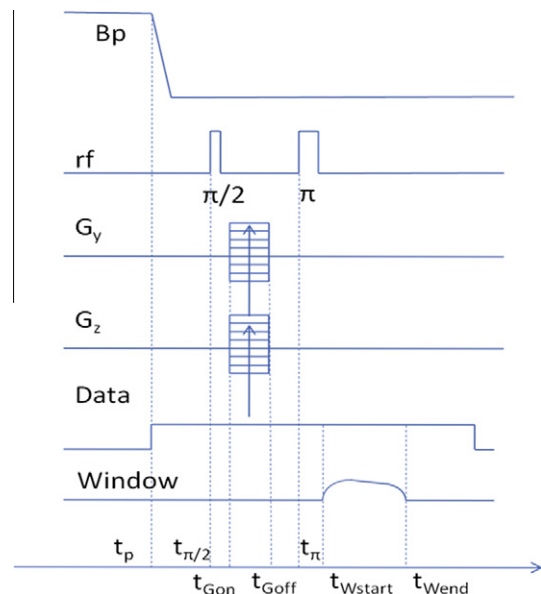 Bp
rf
π/2 π
Gy
Gz
Data
Window
tp tπ/2 tπ
tGon tGoff tWstart tWend